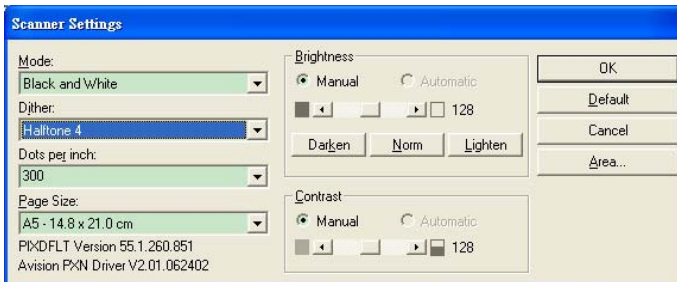 Scanner Settings
Mode:
Black and White
Dither:
Halftone 4
Dots per inch:
300
Page Size:
A5 - 14.8 x 21.0 cm
PIXDFLT Version 55.1.260.851
Avision PXN Driver V2.01.062402
Brightness
Manual Automatic
128
Darken Norm Lighten
Contrast
Manual Automatic
128
OK
Default
Cancel
Area...